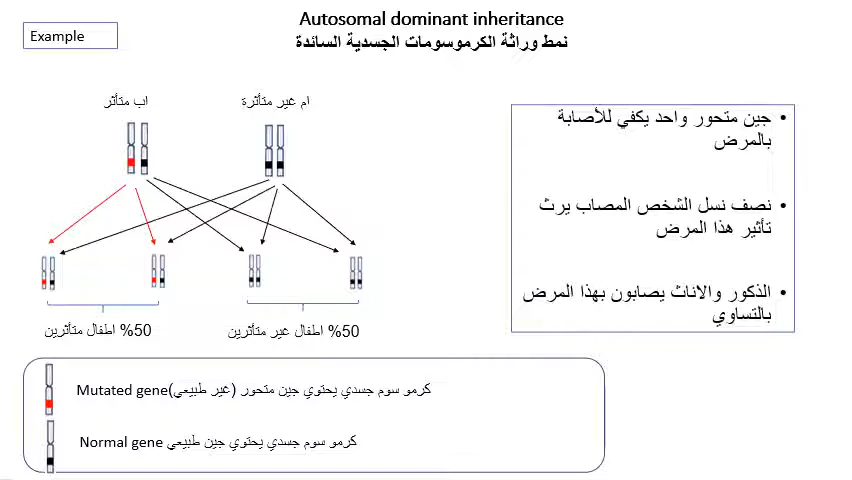 Autosomal dominant inheritance
نمط وراثة الكرموسومات الجسدية السائدة
Example
اب متأثر
ام غير متأثرة
• جين متحور واحد يكفي للأصابة
بالمرض
• نصف نسل الشخص المصاب يرث
تأثير هذا المرض
• الذكور والاناث يصابون بهذا المرض
بالتساوي
50% اطفال متأثرين
50% اطفال غير متأثرين
كرمو سوم جسدي يحتوي جين متحور (غير طبيعي)Mutated gene
كرمو سوم جسدي يحتوي جين طبيعي Normal gene